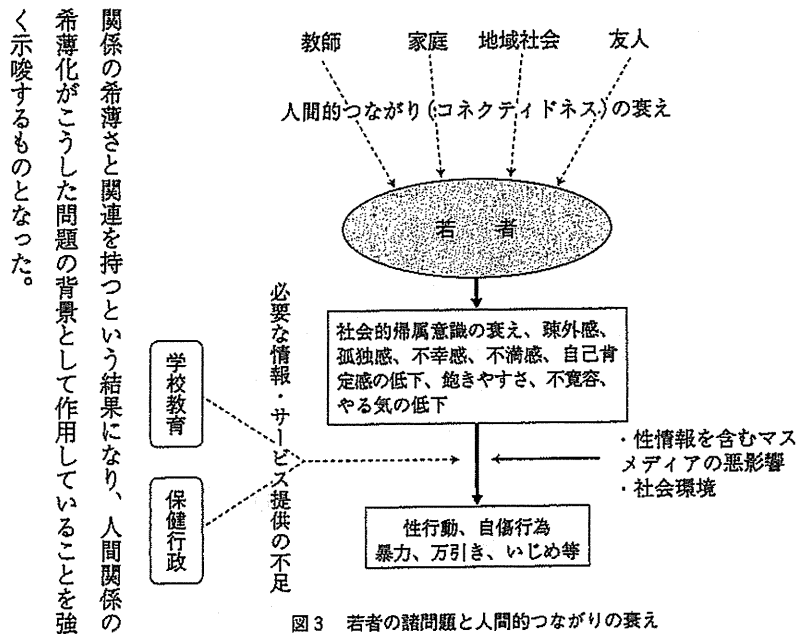 関係の希薄さと関連を持つという結果になり、人間関係の
希薄化がこうした問題の背景として作用していることを強
く示唆するものとなった。
教師 家庭 地域社会 友人
人間的つながり(コネクティドネス)の衰え
若 者
社会的帰属意識の衰え、疎外感、
孤独感、不幸感、不満感、自己肯
定感の低下、飽きやすさ、不寛容、
やる気の低下
必要な情報・サービス提供の不足
学校教育
保健行政
・性情報を含むマス
メディアの悪影響
・社会環境
性行動、自傷行為
暴力、万引き、いじめ等
図3 若者の諸問題と人間的つながりの衰え